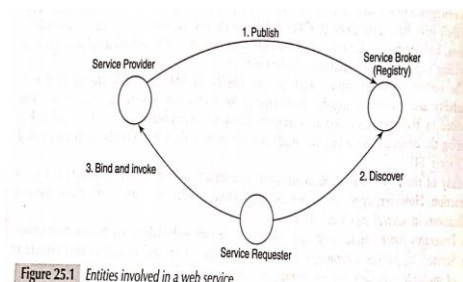 1. Publish
Service Provider
Service Broker
(Registry)
3. Bind and invoke
2. Discover
Service Requester
Figure 25.1 Entities involved in a web service